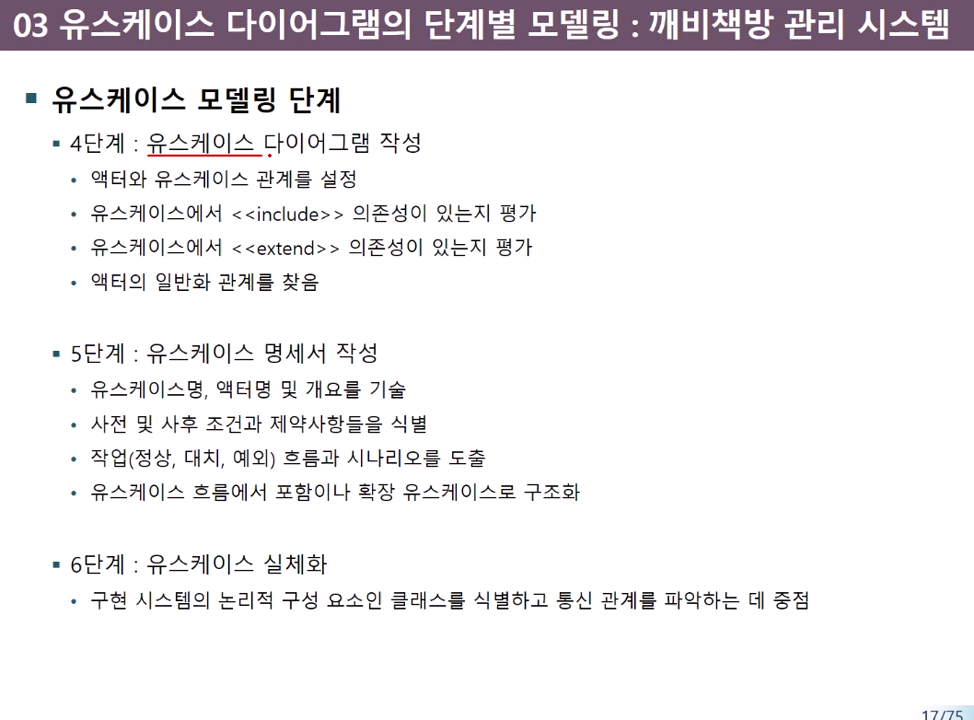 03 유스케이스 다이어그램의 단계별 모델링 : 깨비책방 관리 시스템
유스케이스 모델링 단계
4단계 : 유스케이스 다이어그램 작성
액터와 유스케이스 관계를 설정
유스케이스에서 <<include>> 의존성이 있는지 평가
유스케이스에서 <<extend>> 의존성이 있는지 평가
액터의 일반화 관계를 찾음
5단계 : 유스케이스 명세서 작성
유스케이스명, 액터명 및 개요를 기술
사전 및 사후 조건과 제약사항들을 식별
작업(정상, 대치, 예외) 흐름과 시나리오를 도출
유스케이스 흐름에서 포함이나 확장 유스케이스로 구조화
6단계 : 유스케이스 실체화
구현 시스템의 논리적 구성 요소인 클래스를 식별하고 통신 관계를 파악하는 데 중점
17/75